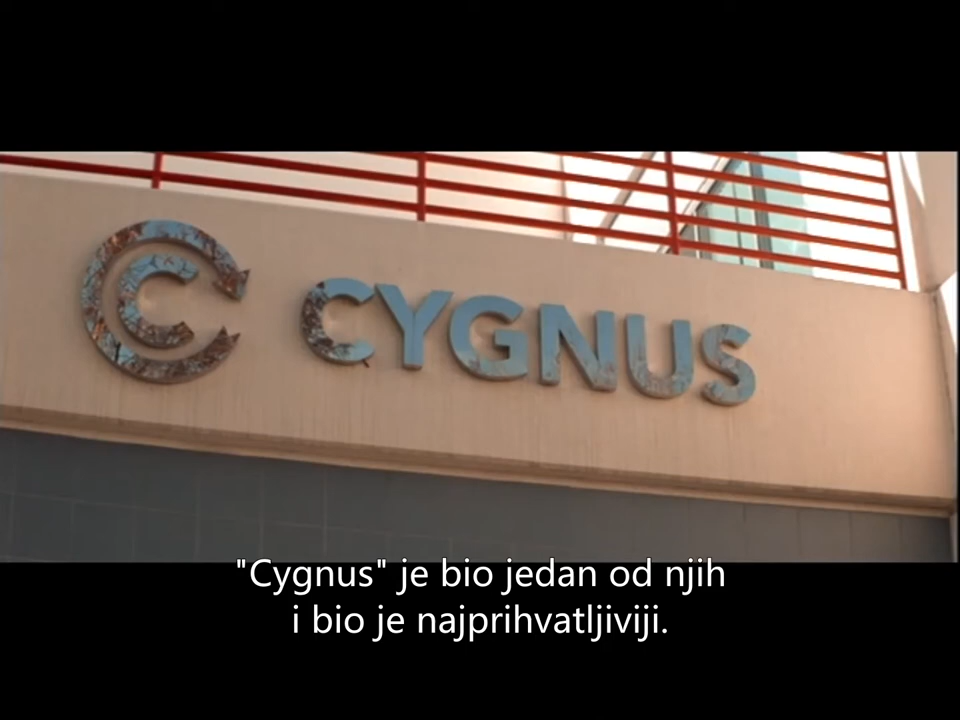 C CYGNUS
"Cygnus" je bio jedan od njih
i bio je najprihvatljiviji.